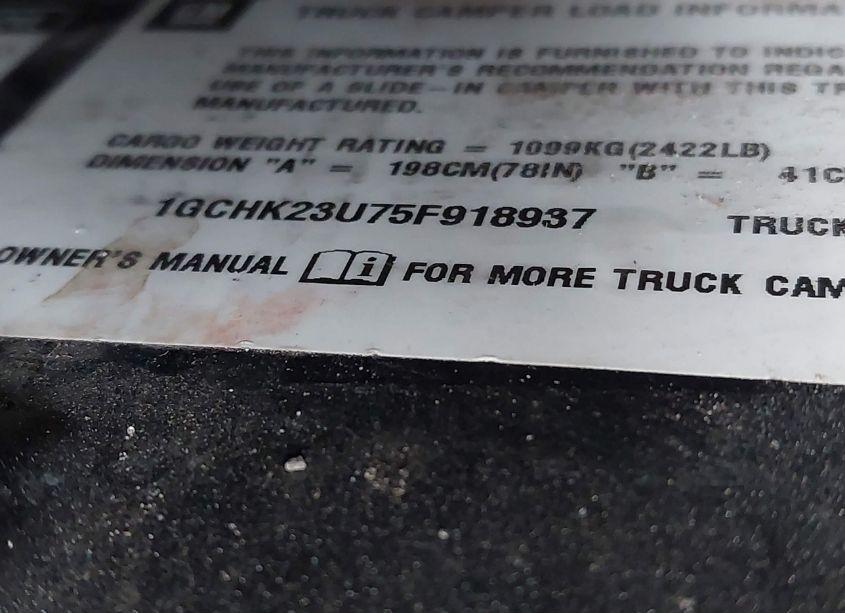 TRUCK CAMPER LOAD INFORMA
THIS INFORMATION IS FURNISHED TO INDIC
MANUFACTURER'S RECOMMENDATION REGA
USE OF A SLIDE-IN CAMPER WITH THIS TR
MANUFACTURED.
CARGO WEIGHT RATING = 1099KG(2422LB)
DIMENSION "A" = 198CM(78IN) "B" = 41C
1GCHK23U75F918937 TRUCK
OWNER'S MANUAL FOR MORE TRUCK CAM